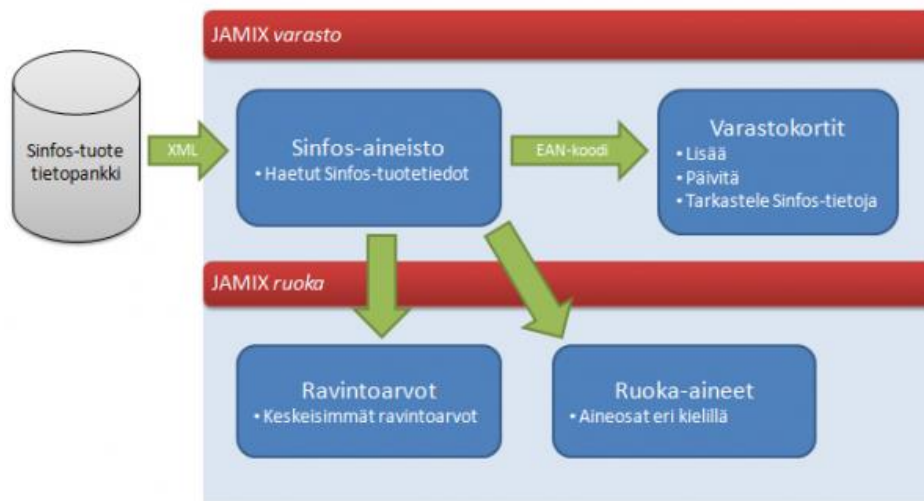 JAMIX varasto
Sinfos-tuote
tietopankki
XML
Sinfos-aineisto
• Haetut Sinfos-tuotetiedot
EAN-koodi
Varastokortit
• Lisää
• Päivitä
• Tarkastele Sinfos-tietoja
JAMIX ruoka
Ravintoarvot
• Keskeisimmät ravintoarvot
Ruoka-aineet
• Aineosat eri kielillä